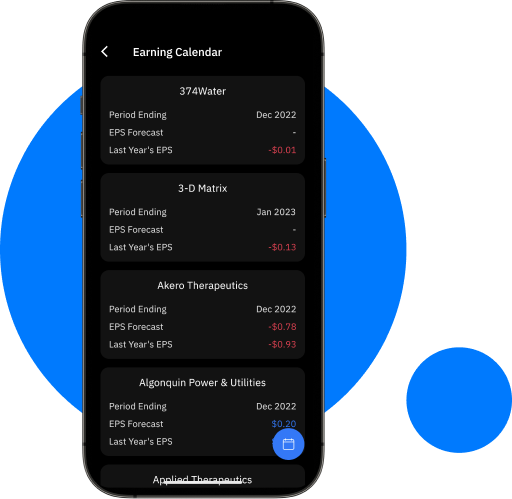 Earning Calendar
374Water
Period Ending Dec 2022
EPS Forecast -
Last Year's EPS -$0.01
3-D Matrix
Period Ending Jan 2023
EPS Forecast -
Last Year's EPS -$0.13
Akero Therapeutics
Period Ending Dec 2022
EPS Forecast -$0.78
Last Year's EPS -$0.93
Algonquin Power & Utilities
Period Ending Dec 2022
EPS Forecast $0.20
Last Year's EPS
Applied Therapeutics